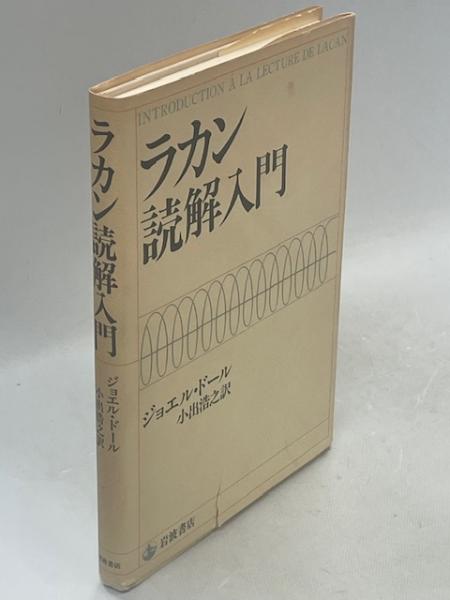 INTRODUCTION À LA LECTURE DE LACAN
ラカン
読解入門
ジョエル・ドール
小出浩之訳
岩波書店
ラカン読解入門
ジョエル・ドール
小出浩之訳
岩波書店